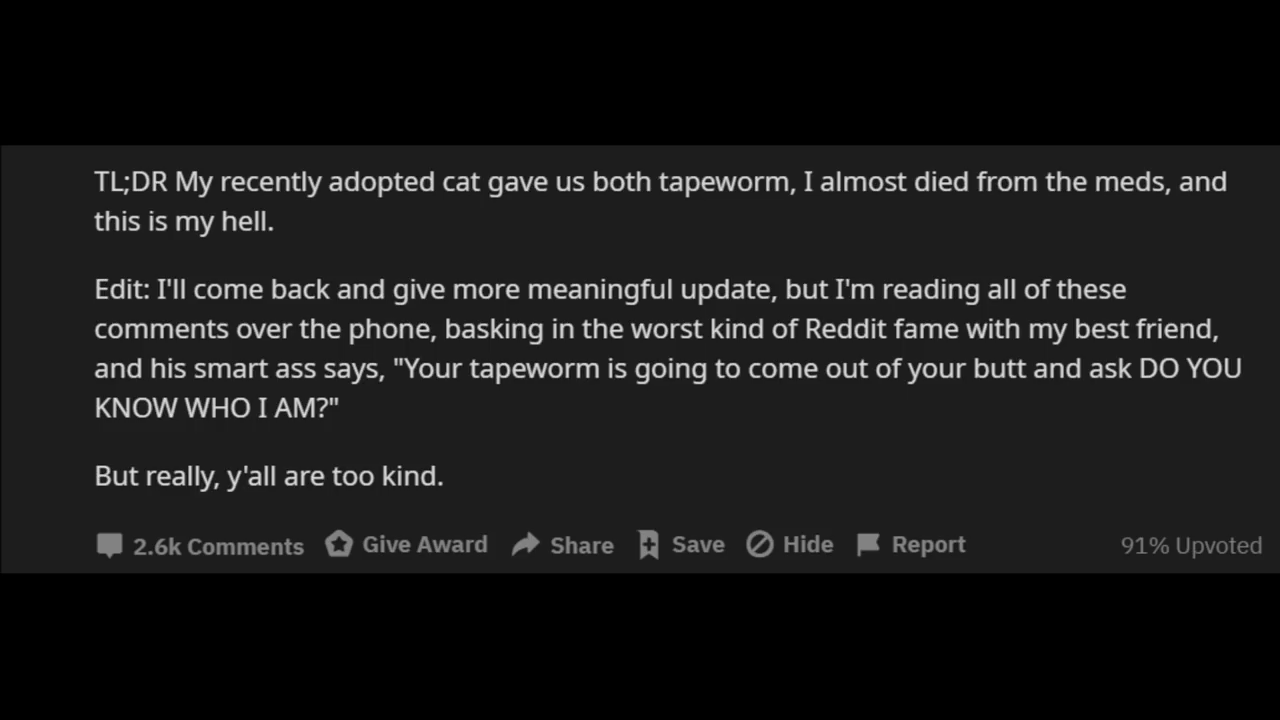 TL;DR My recently adopted cat gave us both tapeworm, I almost died from the meds, and
this is my hell.
Edit: I'll come back and give more meaningful update, but I'm reading all of these
comments over the phone, basking in the worst kind of Reddit fame with my best friend,
and his smart ass says, "Your tapeworm is going to come out of your butt and ask DO YOU
KNOW WHO I AM?"
But really, y'all are too kind.
2.6k Comments Give Award Share Save Hide Report 91% Upvoted